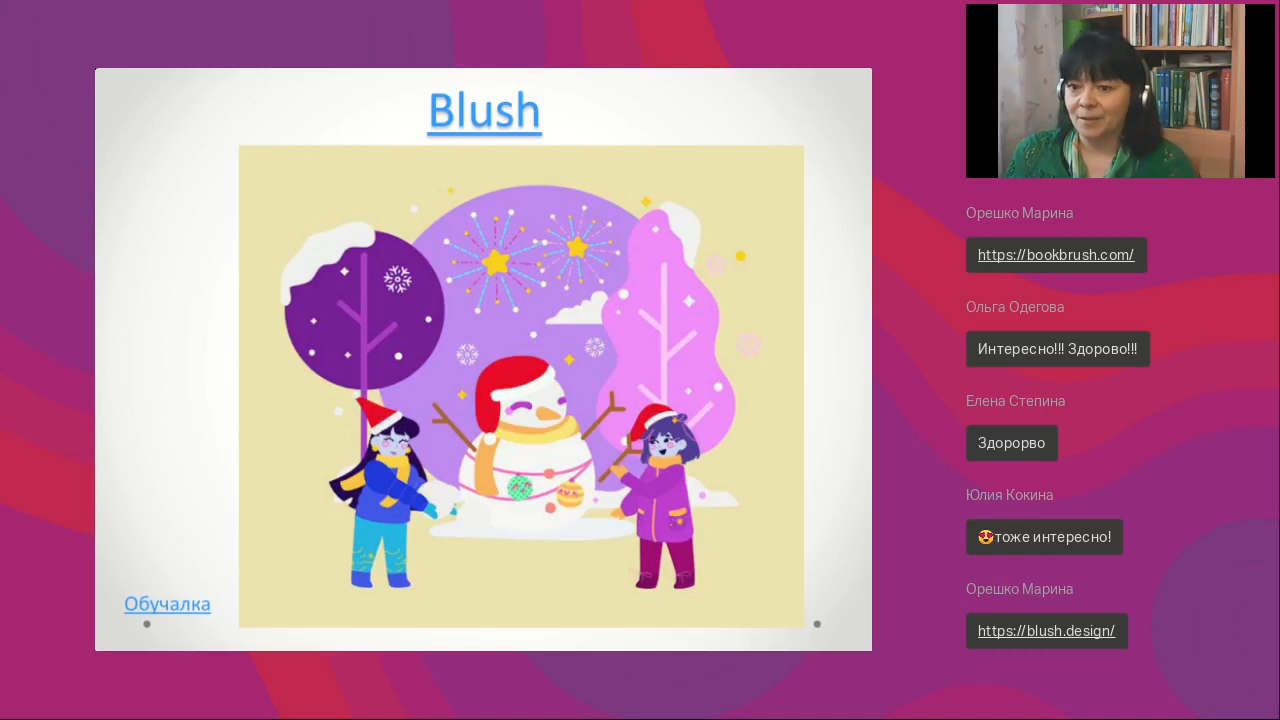 Blush
Обучалка
Орешко Марина
https://bookbrush.com/
Ольга Одегова
Интересно!!! Здорово!!!
Елена Степина
Здорорво
Юлия Кокина
😍тоже интересно!
Орешко Марина
https://blush.design/